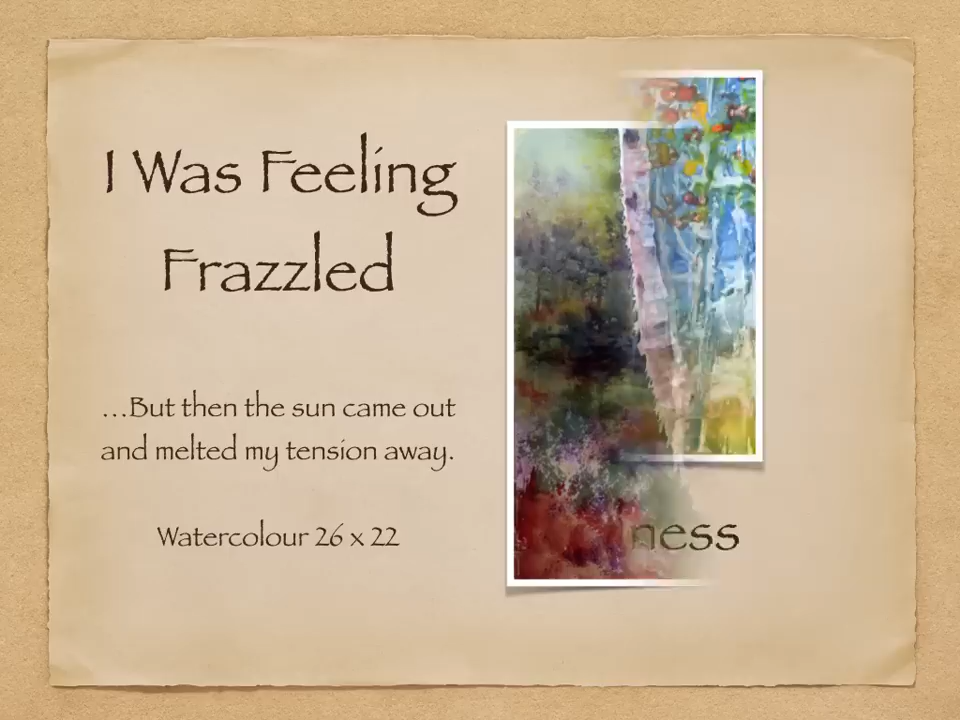 I Was Feeling
Frazzled
...But then the sun came out
and melted my tension away.
Watercolour 26 x 22
ness